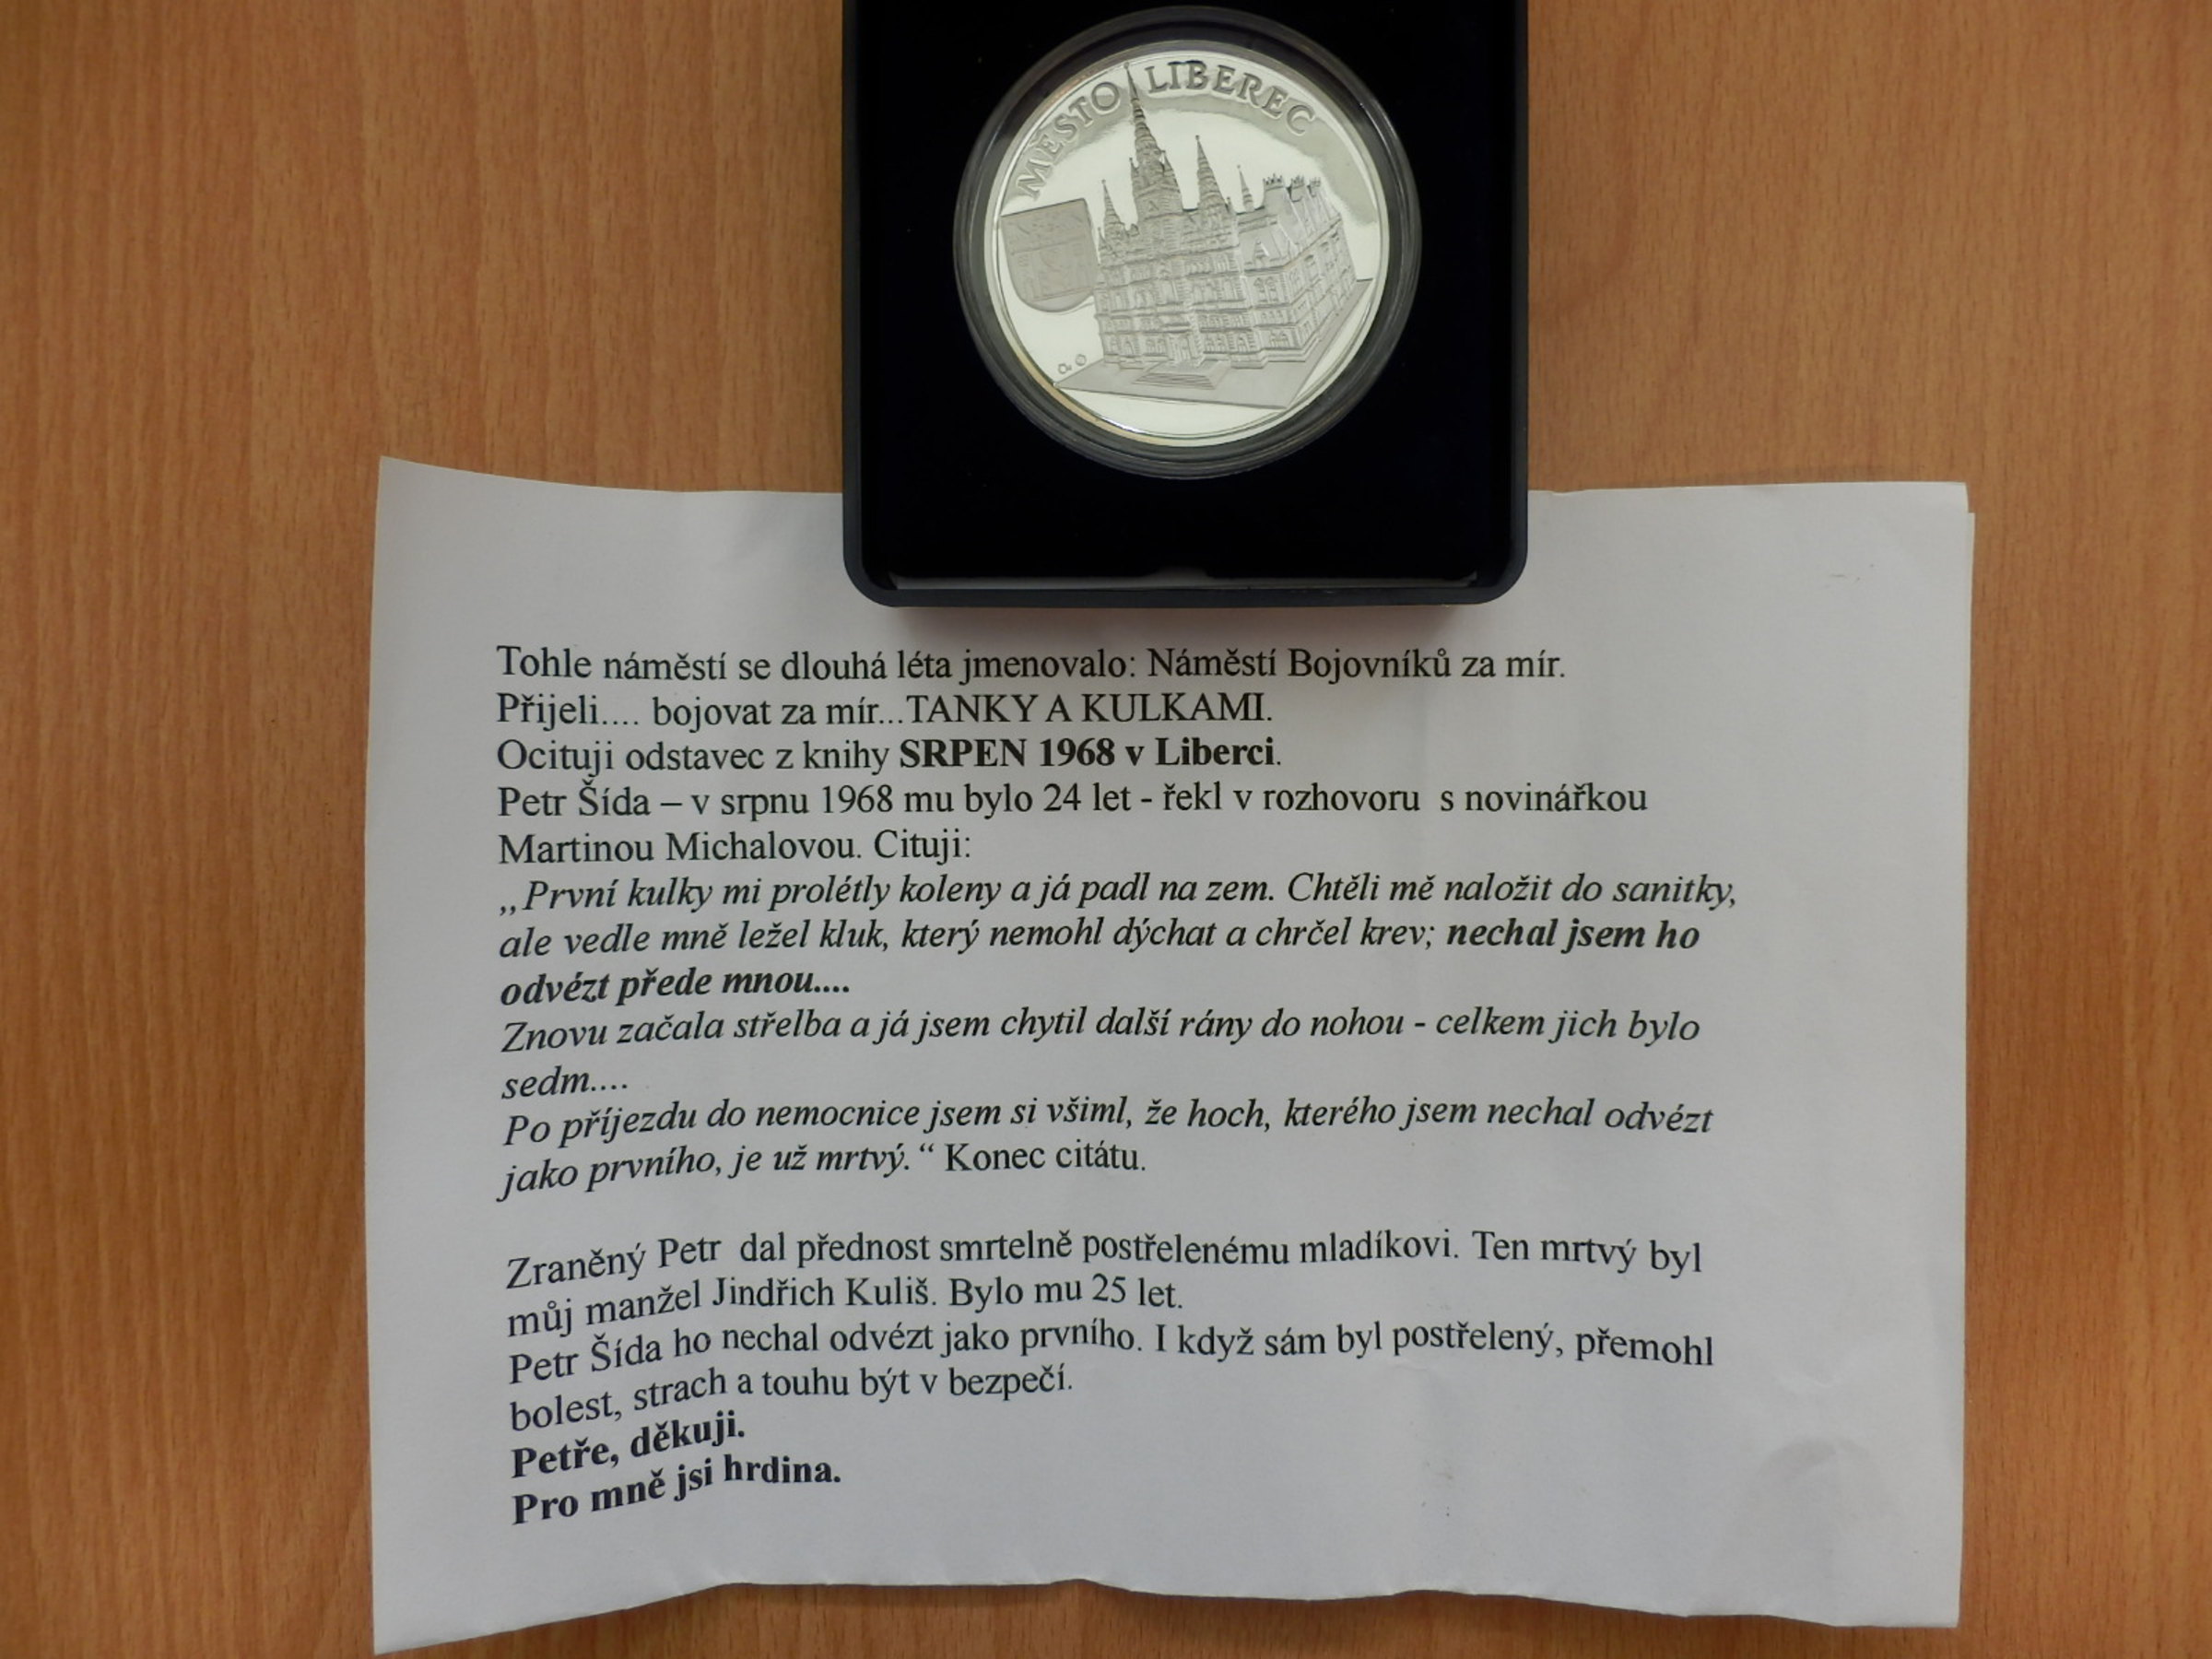 MĚSTO LIBEREC
Tohle náměstí se dlouhá léta jmenovalo: Náměstí Bojovníků za mír.
Přijeli.... bojovat za mír...TANKY A KULKAMI.
Ocituji odstavec z knihy SRPEN 1968 v Liberci.
Petr Šída – v srpnu 1968 mu bylo 24 let - řekl v rozhovoru s novinářkou
Martinou Michalovou. Cituji:
„První kulky mi prolétly koleny a já padl na zem. Chtěli mě naložit do sanitky,
ale vedle mně ležel kluk, který nemohl dýchat a chrčel krev; nechal jsem ho
odvézt přede mnou....
Znovu začala střelba a já jsem chytil další rány do nohou - celkem jich bylo
sedm....
Po příjezdu do nemocnice jsem si všiml, že hoch, kterého jsem nechal odvézt
jako prvního, je už mrtvý.“ Konec citátu.
Zraněný Petr dal přednost smrtelně postřelenému mladíkovi. Ten mrtvý byl
můj manžel Jindřich Kuliš. Bylo mu 25 let.
Petr Šída ho nechal odvézt jako prvního. I když sám byl postřelený, přemohl
bolest, strach a touhu být v bezpečí.
Petře, děkuji.
Pro mně jsi hrdina.